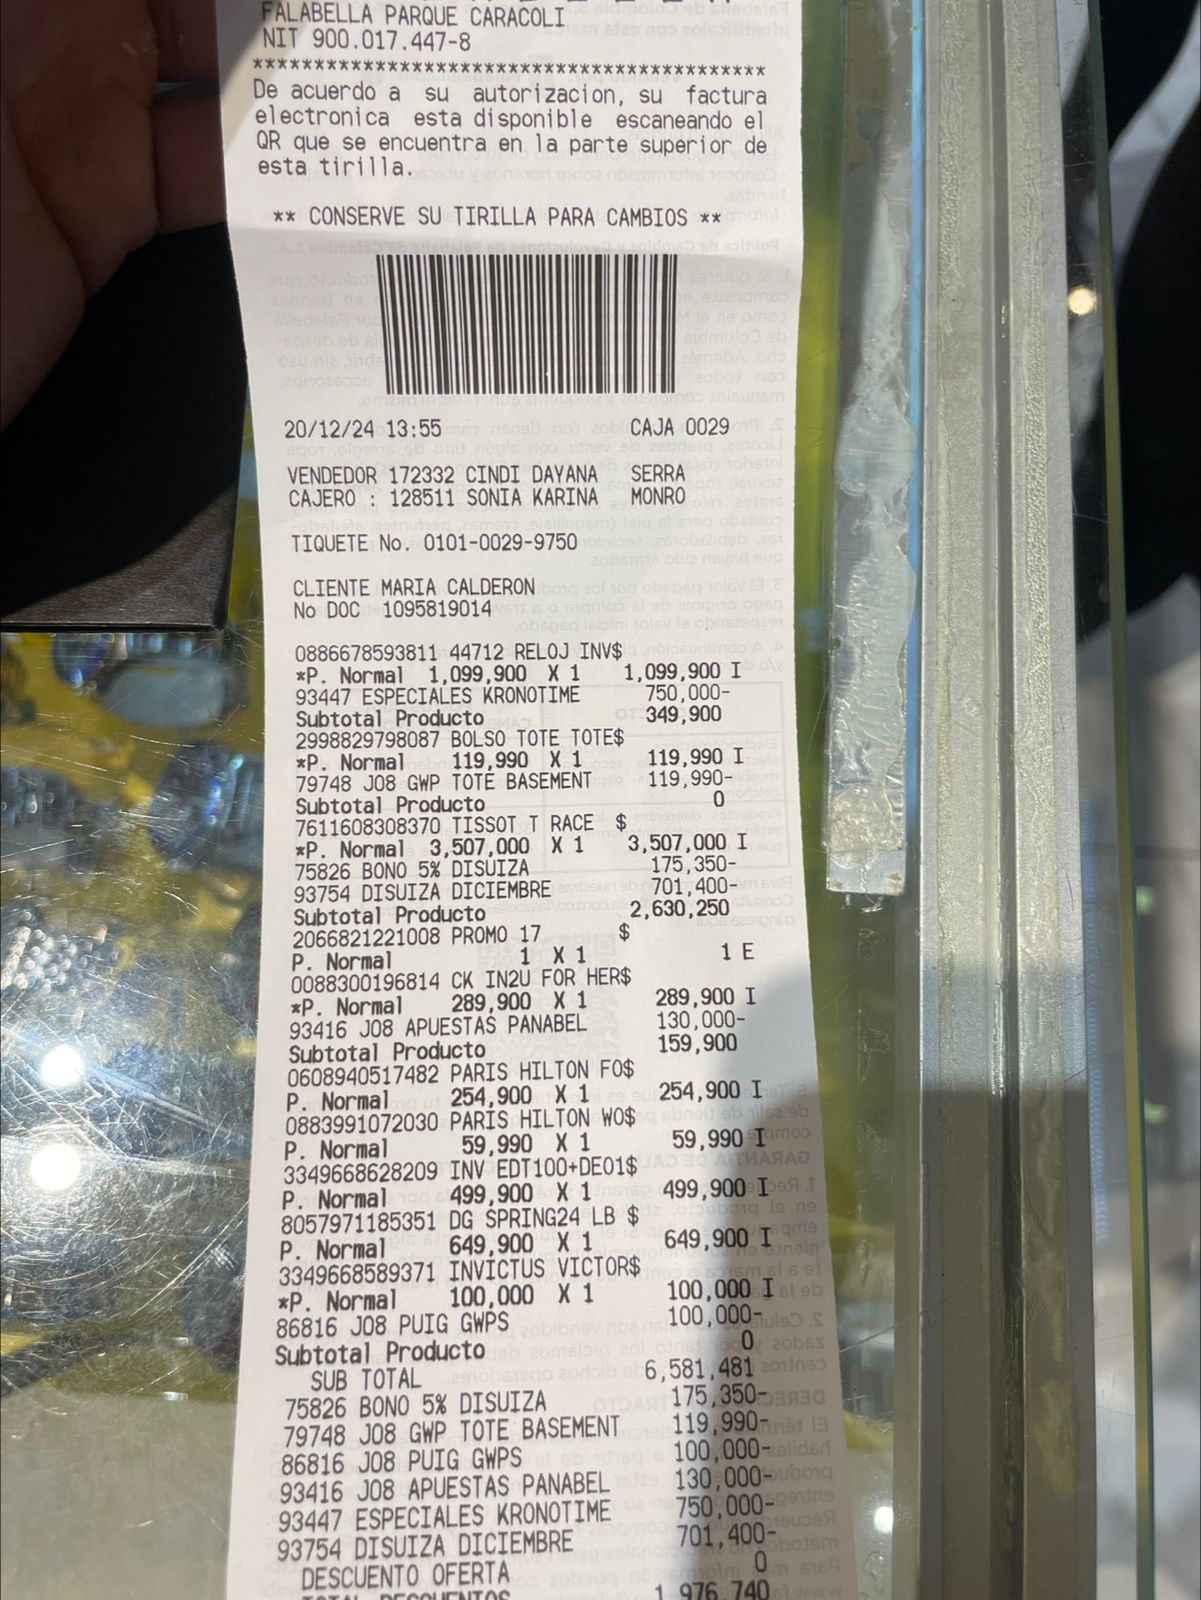 FALABELLA PARQUE CARACOLI
NIT 900.017.447-8
***********************************************
De acuerdo a su autorizacion, su factura
electronica esta disponible escaneando el
QR que se encuentra en la parte superior de
esta tirilla.
** CONSERVE SU TIRILLA PARA CAMBIOS **
20/12/24 13:55 CAJA 0029
VENDEDOR 172332 CINDI DAYANA SERRA
CAJERO : 128511 SONIA KARINA MONRO
TIQUETE No. 0101-0029-9750
CLIENTE MARIA CALDERON
No DOC 1095819014
0886678593811 44712 RELOJ INV$
*P. Normal 1,099,900 X 1 1,099,900 I
93447 ESPECIALES KRONOTIME 750,000-
Subtotal Producto 349,900
2998829798087 BOLSO TOTE TOTE$
*P. Normal 119,990 X 1 119,990 I
79748 J08 GWP TOTE BASEMENT 119,990-
Subtotal Producto 0
7611608308370 TISSOT T RACE $
*P. Normal 3,507,000 X 1 3,507,000 I
75826 BONO 5% DISUIZA 175,350-
93754 DISUIZA DICIEMBRE 701,400-
Subtotal Producto 2,630,250
2066821221008 PROMO 17 $
P. Normal 1 X 1 1 E
0088300196814 CK IN2U FOR HER$
*P. Normal 289,900 X 1 289,900 I
93416 J08 APUESTAS PANABEL 130,000-
Subtotal Producto 159,900
0608940517482 PARIS HILTON FO$
P. Normal 254,900 X 1 254,900 I
0883991072030 PARIS HILTON WO$
P. Normal 59,990 X 1 59,990 I
3349668628209 INV EDT100+DEO1$
P. Normal 499,900 X 1 499,900 I
8057971185351 DG SPRING24 LB $
P. Normal 649,900 X 1 649,900 I
3349668589371 INVICTUS VICTOR$
*P. Normal 100,000 X 1 100,000 I
86816 J08 PUIG GWPS 100,000-
Subtotal Producto 0
SUB TOTAL 6,581,481
75826 BONO 5% DISUIZA 175,350-
79748 J08 GWP TOTE BASEMENT 119,990-
86816 J08 PUIG GWPS 100,000-
93416 J08 APUESTAS PANABEL 130,000-
93447 ESPECIALES KRONOTIME 750,000-
93754 DISUIZA DICIEMBRE 701,400-
DESCUENTO OFERTA 0
TOTAL DESCUENTOS 1,976,740